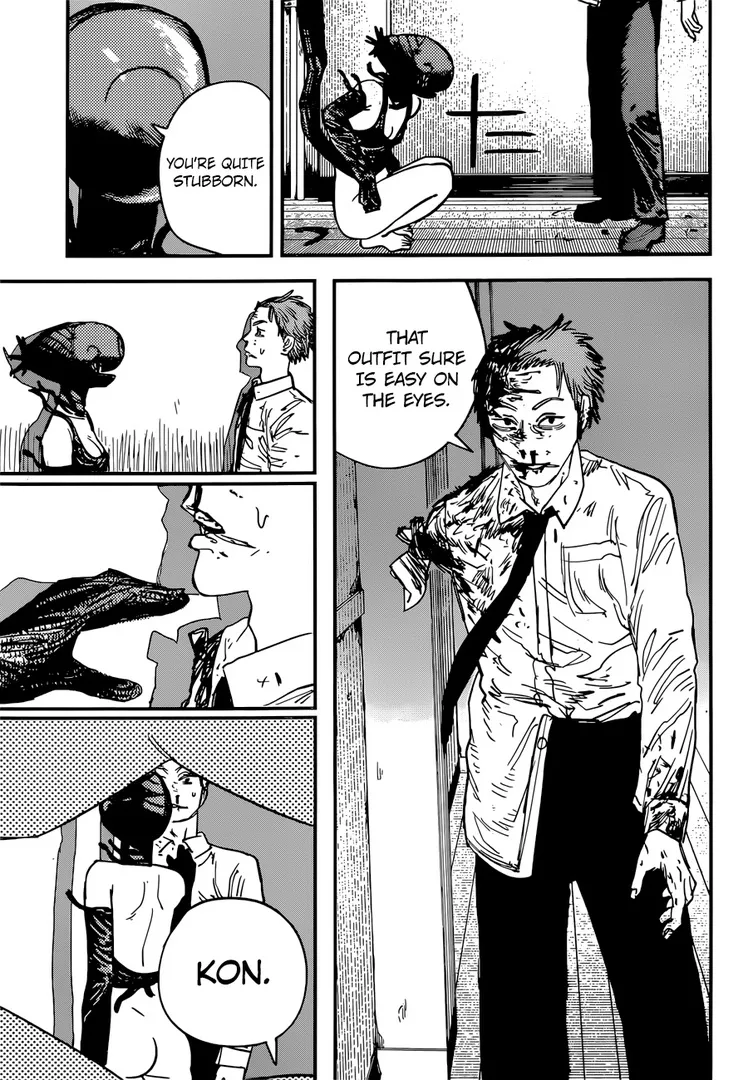 YOU'RE QUITE
STUBBORN.
THAT
OUTFIT SURE
IS EASY ON
THE EYES.
KON.